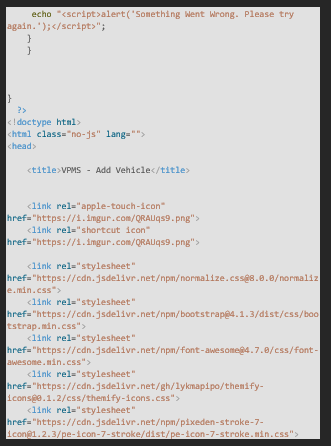 echo "<script>alert('Something Went Wrong. Please try
again.');</script>";
}
}
}
?>
<!doctype html>
<html class="no-js" lang="">
<head>
<title>VPMS - Add Vehicle</title>
<link rel="apple-touch-icon"
href="https://i.imgur.com/QRAUqs9.png">
<link rel="shortcut icon"
href="https://i.imgur.com/QRAUqs9.png">
<link rel="stylesheet"
href="https://cdn.jsdelivr.net/npm/normalize.css@8.0.0/normaliz
e.min.css">
<link rel="stylesheet"
href="https://cdn.jsdelivr.net/npm/bootstrap@4.1.3/dist/css/boo
tstrap.min.css">
<link rel="stylesheet"
href="https://cdn.jsdelivr.net/npm/font-awesome@4.7.0/css/font-
awesome.min.css">
<link rel="stylesheet"
href="https://cdn.jsdelivr.net/gh/lykmapipo/themify-
icons@0.1.2/css/themify-icons.css">
<link rel="stylesheet"
href="https://cdn.jsdelivr.net/npm/pixeden-stroke-7-
icon@1.2.3/pe-icon-7-stroke/dist/pe-icon-7-stroke.min.css">